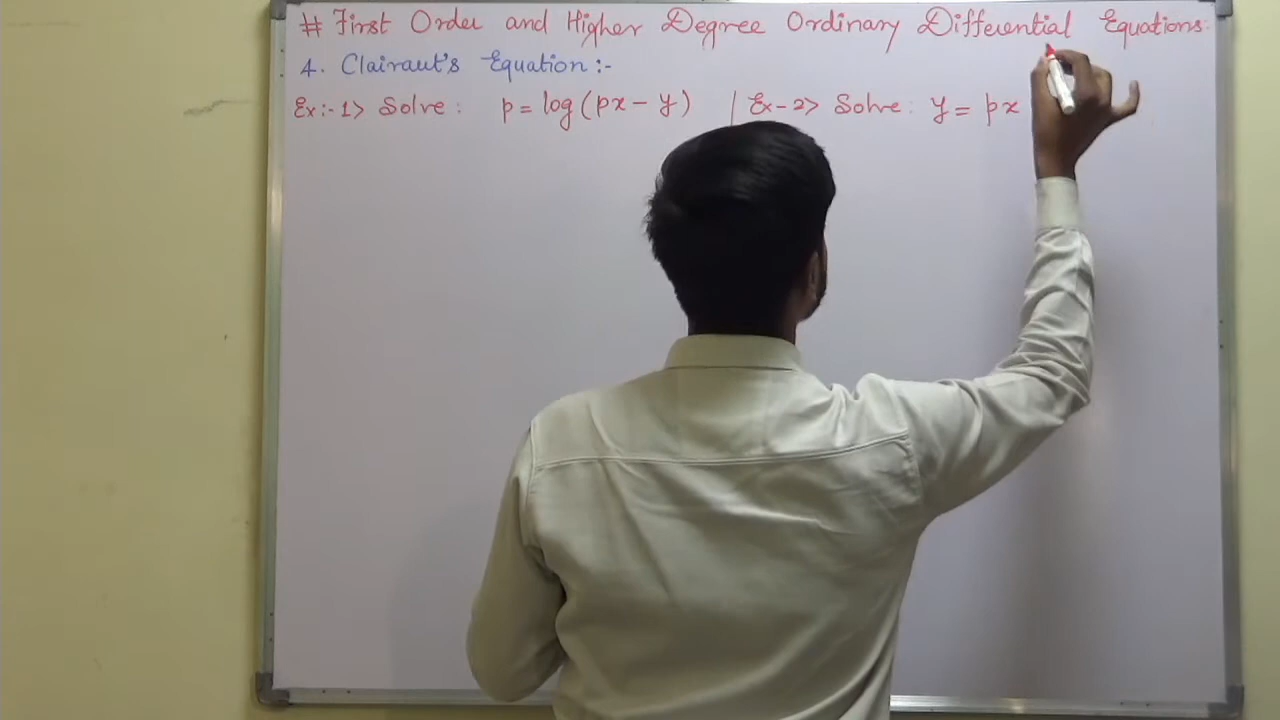 # First Order and Higher Degree Ordinary Differential Equations:
4. Clairaut's Equation :-
Ex:-1> Solve: p = log (px - y) | Ex-2> Solve: y = px